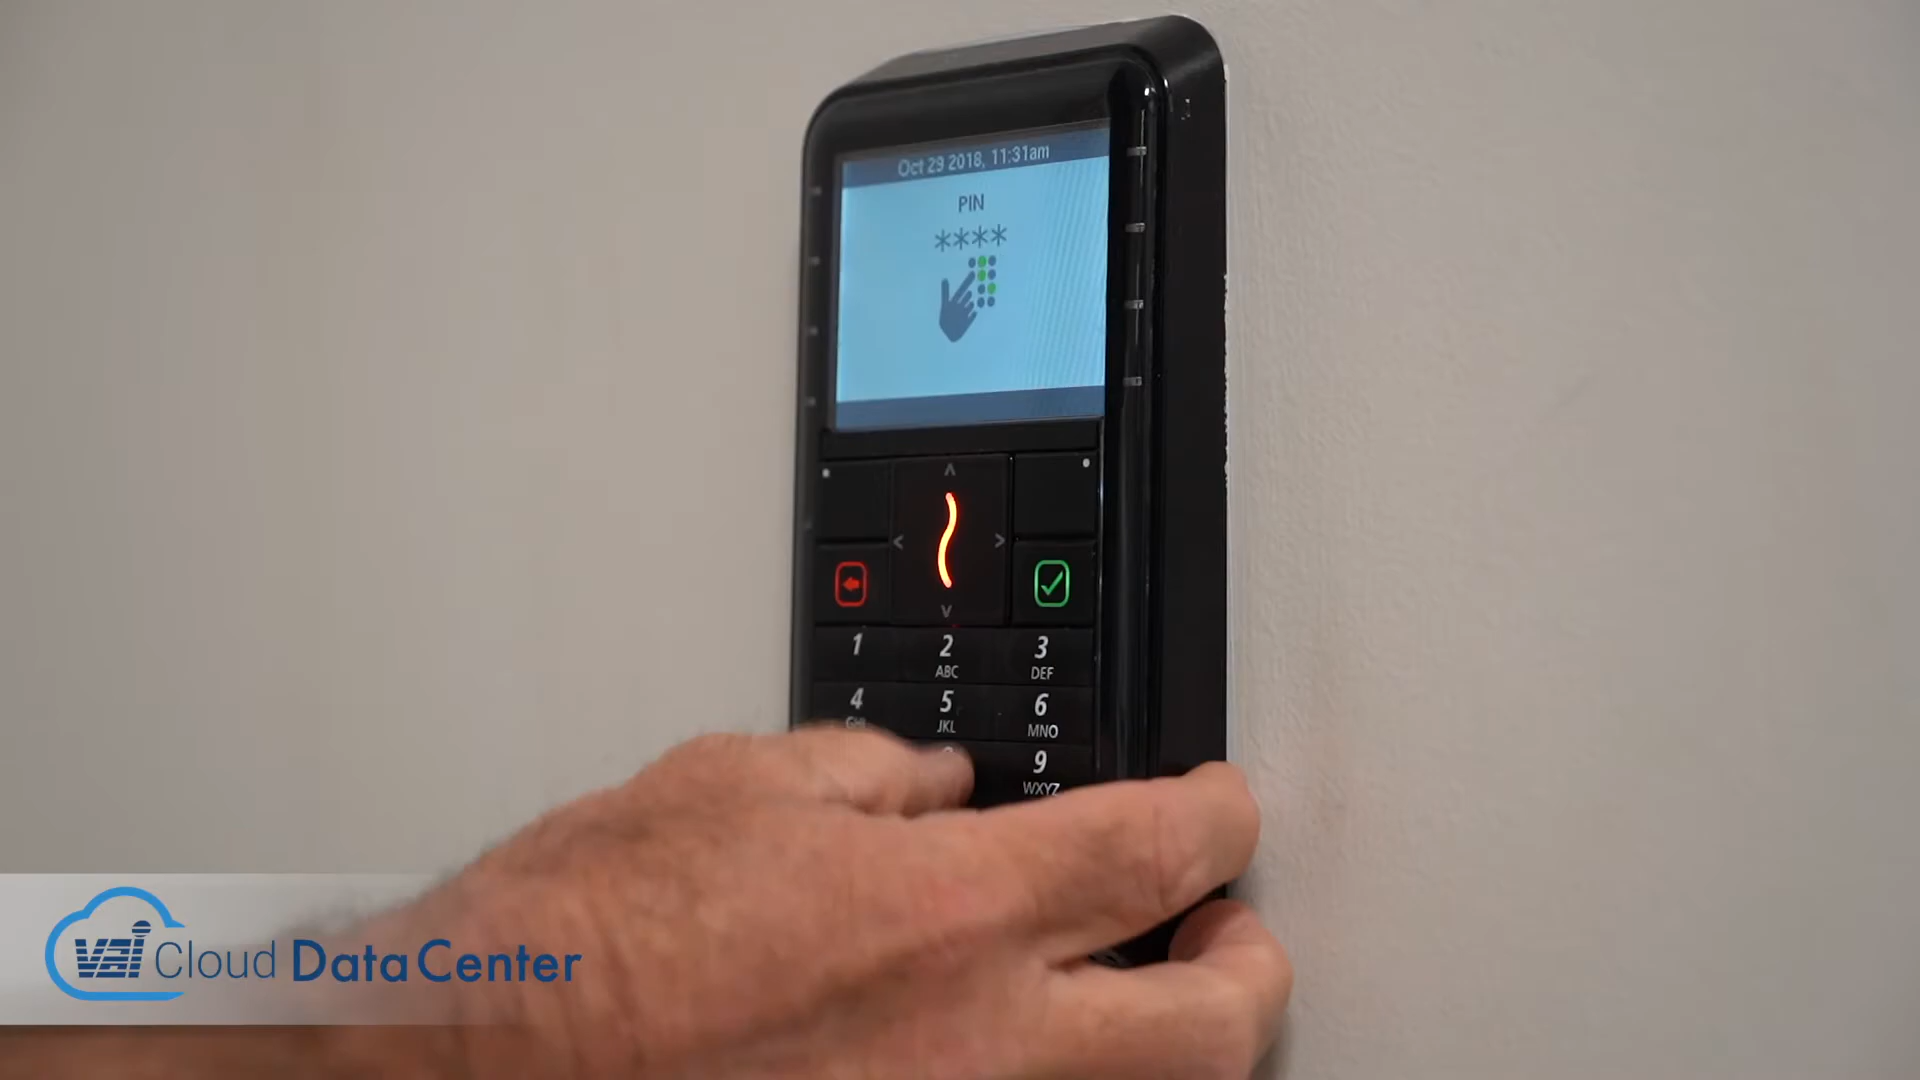 Oct 29 2018, 11:31am
PIN
****
1 2 3
ABC DEF
4 5 6
JKL MNO
9
WXYZ
vai Cloud Data Center